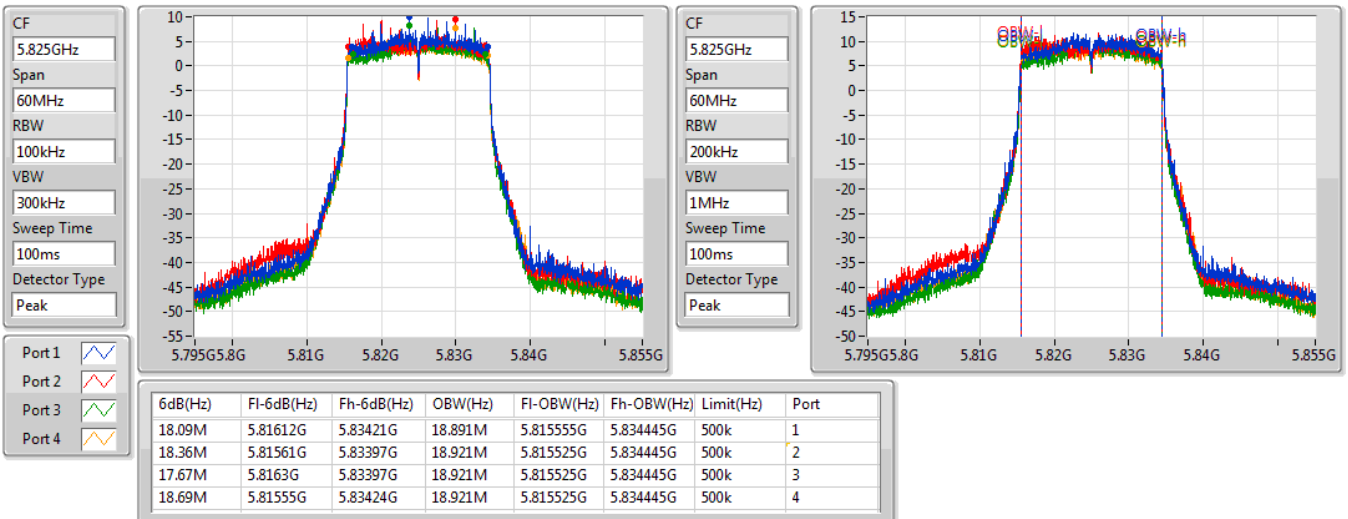 CF
5.825GHz
Span
60MHz
RBW
100kHz
VBW
300kHz
Sweep Time
100ms
Detector Type
Peak
Port 1
Port 2
Port 3
Port 4
10
5
0
-5
-10
-15
-20
-25
-30
-35
-40
-45
-50
-55
5.795G 5.8G 5.81G 5.82G 5.83G 5.84G 5.855G
CF
5.825GHz
Span
60MHz
RBW
200kHz
VBW
1MHz
Sweep Time
100ms
Detector Type
Peak
15
10
5
0
-5
-10
-15
-20
-25
-30
-35
-40
-45
-50
OBW-l OBW-h
5.795G 5.8G 5.81G 5.82G 5.83G 5.84G 5.855G
6dB(Hz) Fl-6dB(Hz) Fh-6dB(Hz) OBW(Hz) Fl-OBW(Hz) Fh-OBW(Hz) Limit(Hz) Port
18.09M 5.81612G 5.83421G 18.891M 5.815555G 5.834445G 500k 1
18.36M 5.81561G 5.83397G 18.921M 5.815525G 5.834445G 500k 2
17.67M 5.8163G 5.83397G 18.921M 5.815525G 5.834445G 500k 3
18.69M 5.81555G 5.83424G 18.921M 5.815525G 5.834445G 500k 4